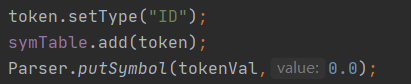 token.setType("ID");
symTable.add(token);
Parser.putSymbol(tokenVal, value: 0.0);